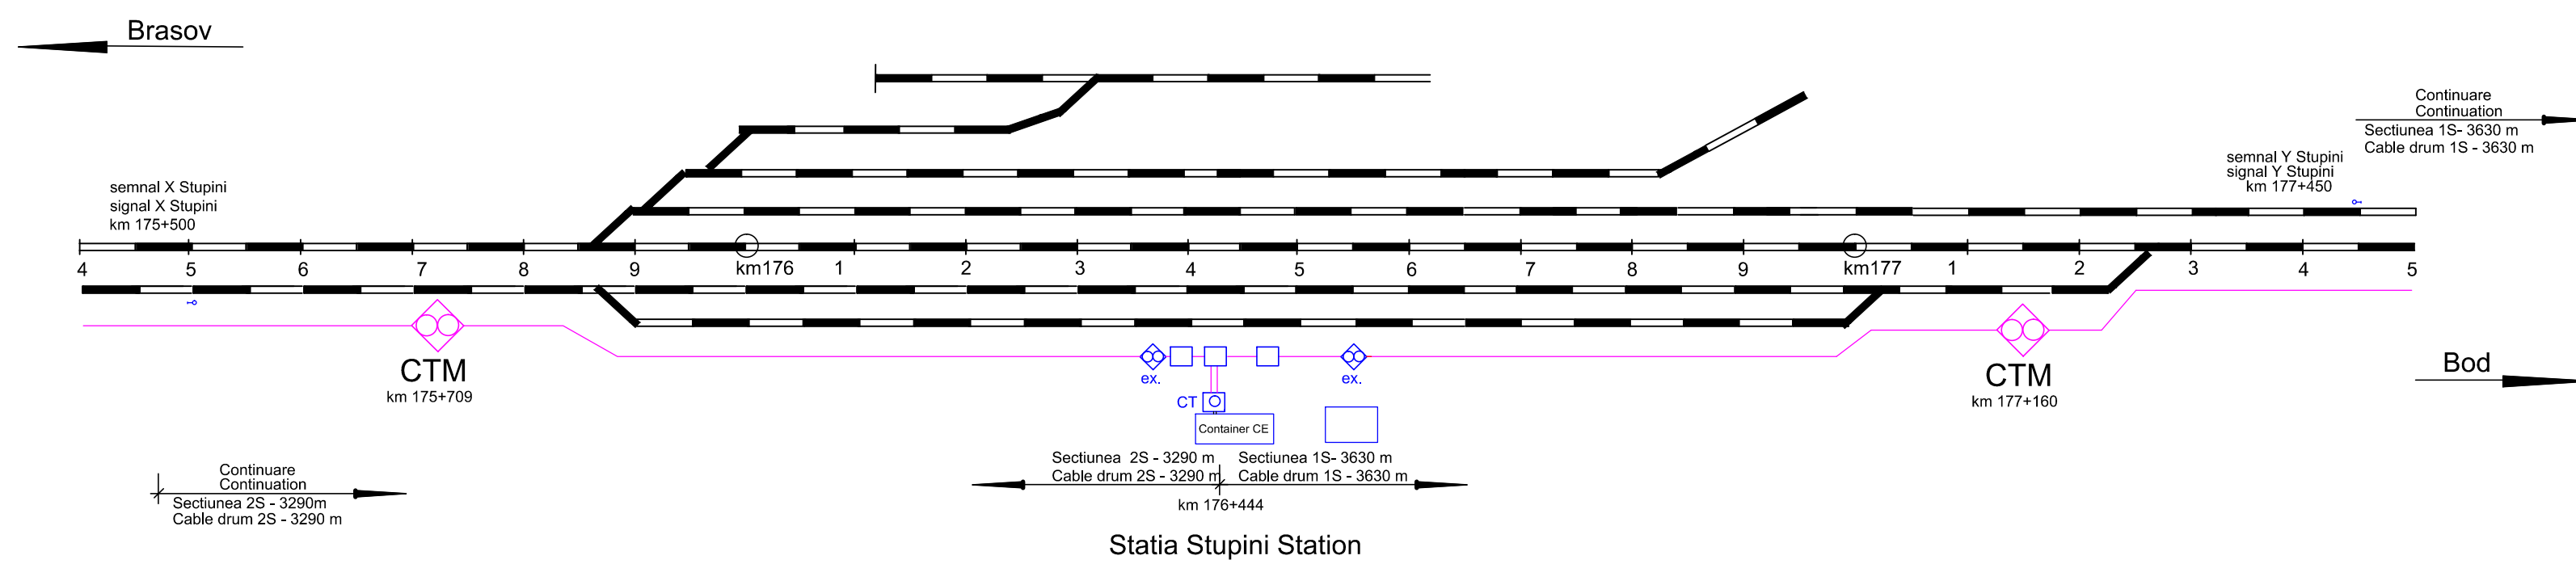 Brasov
Continuare
Continuation
Sectiunea 1S- 3630 m
Cable drum 1S - 3630 m
semnal Y Stupini
signal Y Stupini
km 177+450
semnal X Stupini
signal X Stupini
km 175+500
4 5 6 7 8 9 km176 1 2 3 4 5 6 7 8 9 km177 1 2 3 4 5
CTM
km 175+709
ex.
ex.
CTM
km 177+160
Bod
CT
Container CE
Sectiunea 2S - 3290 m
Cable drum 2S - 3290 m
Sectiunea 1S- 3630 m
Cable drum 1S - 3630 m
km 176+444
Continuare
Continuation
Sectiunea 2S - 3290m
Cable drum 2S - 3290 m
Statia Stupini Station